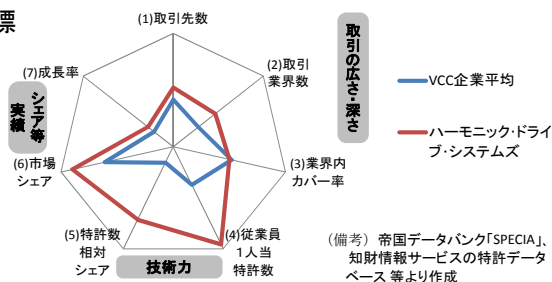 標
(1)取引先数
取引の広さ・深さ
(2)取引
業界数
(7)成長率
シェア等
実績
VCC企業平均
ハーモニック・ドライ
ブ・システムズ
(6)市場
シェア
(3)業界内
カバー率
(5)特許数
相対
シェア
(4)従業員
1人当
特許数
技術力
(備考) 帝国データバンク「SPECIA」、
知財情報サービスの特許データ
ベース 等より作成